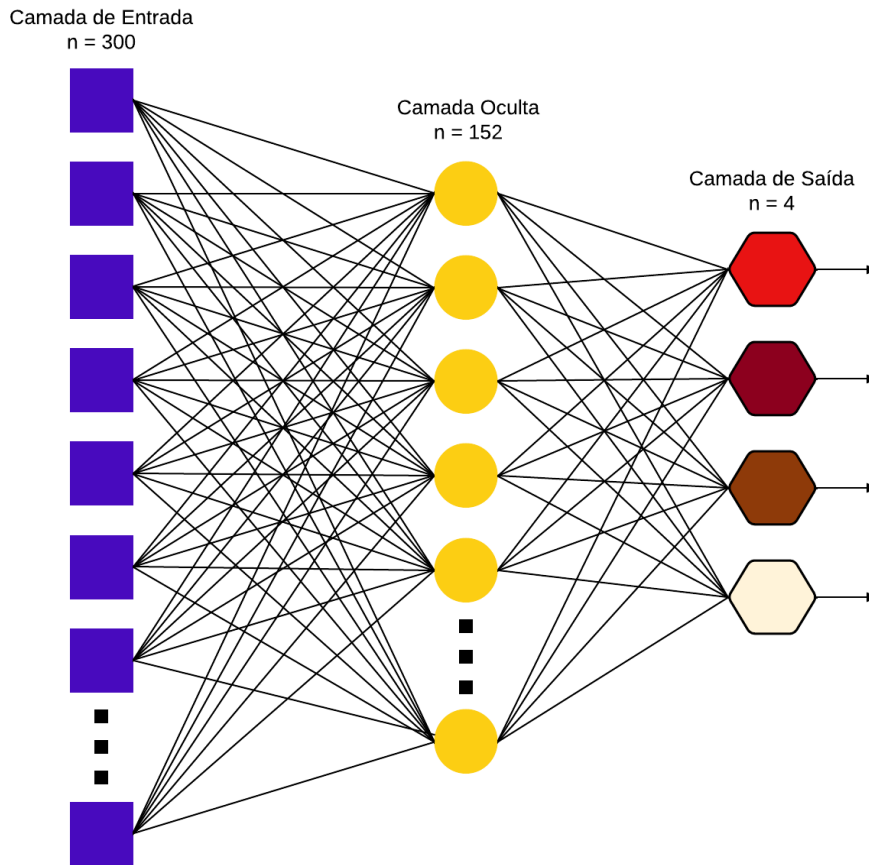 Camada de Entrada
n = 300
Camada Oculta
n = 152
Camada de Saída
n = 4